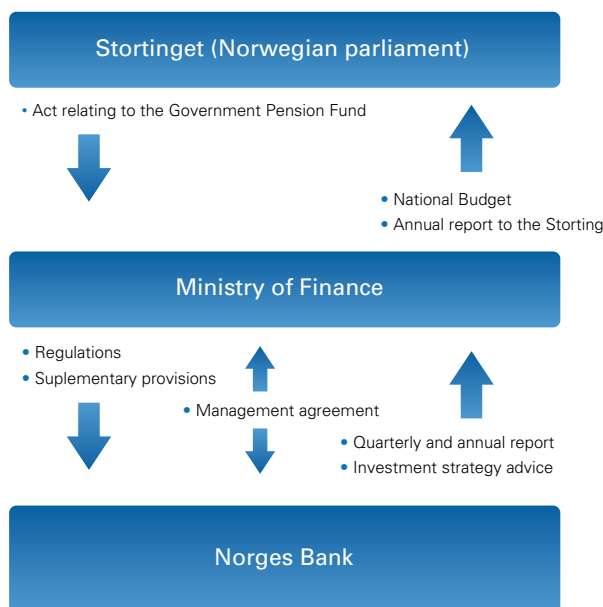 Stortinget (Norwegian parliament)
• Act relating to the Government Pension Fund
• National Budget
• Annual report to the Storting
Ministry of Finance
• Regulations
• Suplementary provisions
• Management agreement
• Quarterly and annual report
• Investment strategy advice
Norges Bank